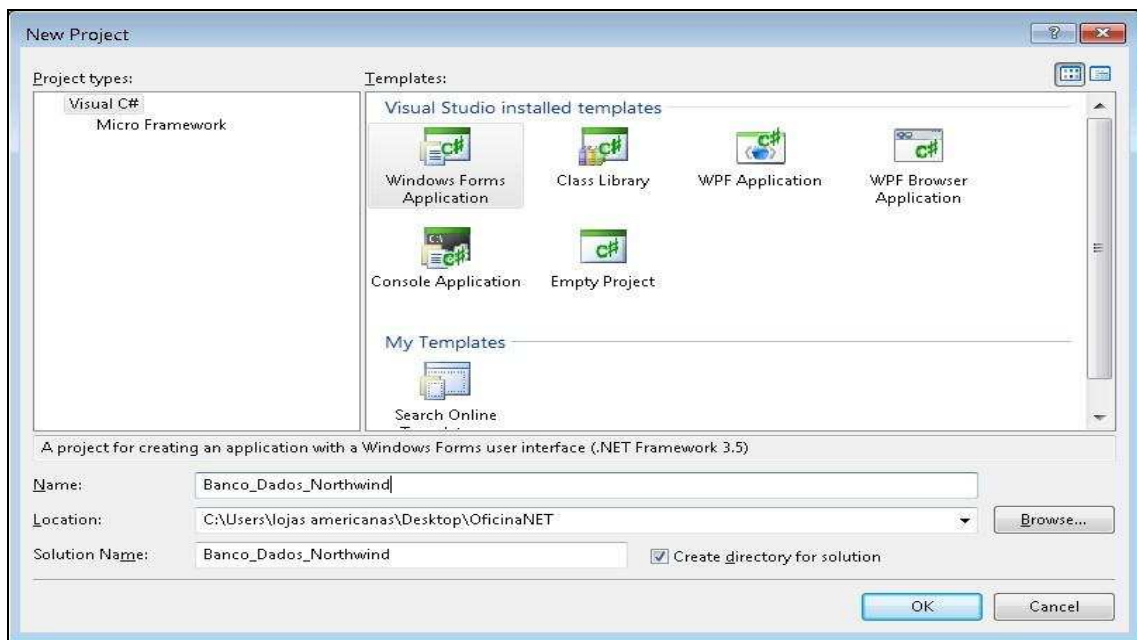 New Project
Project types:
Templates:
Visual C#
Micro Framework
Visual Studio installed templates
Windows Forms
Application
Class Library
WPF Application
WPF Browser
Application
Console Application
Empty Project
My Templates
Search Online
A project for creating an application with a Windows Forms user interface (.NET Framework 3.5)
Name:
Banco_Dados_Northwind
Location:
C:\Users\lojas americanas\Desktop\OficinaNET
Browse...
Solution Name:
Banco_Dados_Northwind
Create directory for solution
OK
Cancel